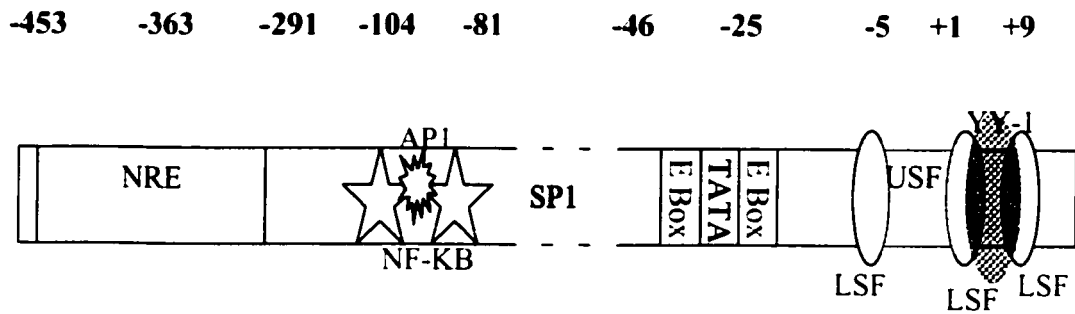 -453 -363 -291 -104 -81 -46 -25 -5 +1 +9
AP1
NRE
SP1
E Box
TATA
E Box
USF
NF-KB
LSF
LSF
LSF